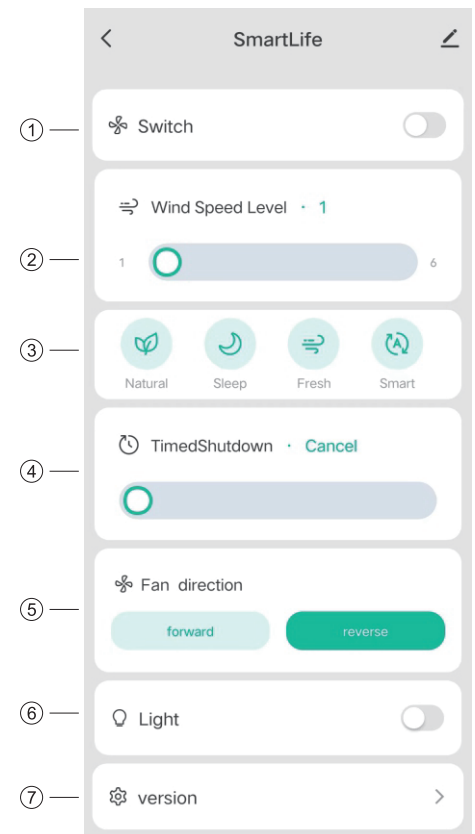 SmartLife
① Switch
Wind Speed Level · 1
② 1 6
③
Natural Sleep Fresh Smart
TimedShutdown · Cancel
④
Fan direction
⑤ forward reverse
⑥ Light
⑦ version